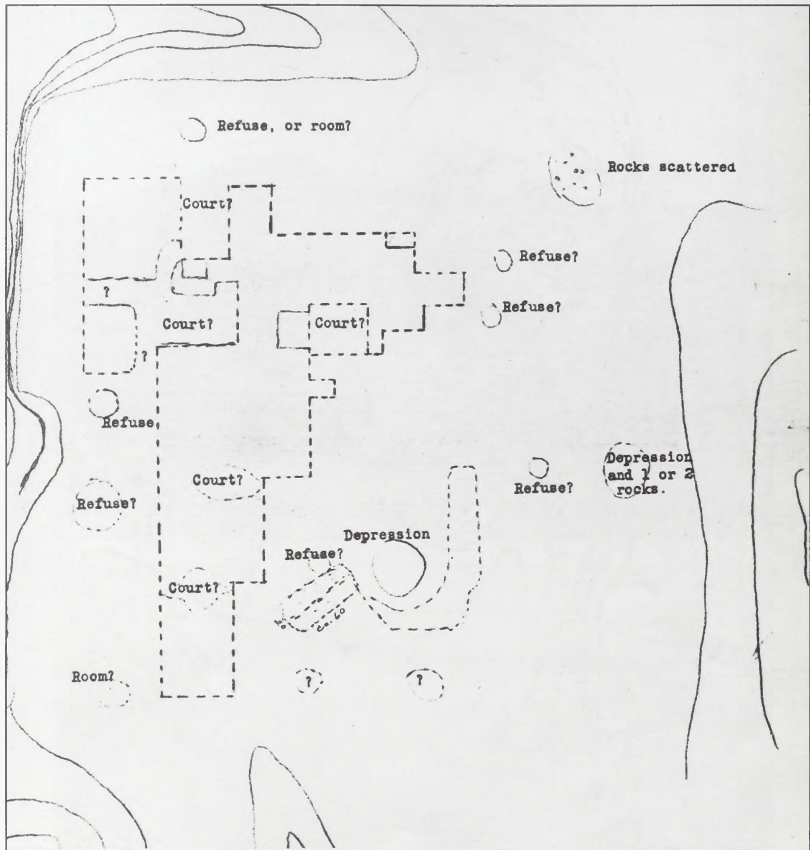 Refuse, or room?
Rocks scattered
Court?
Refuse?
?
Refuse?
Court?
Court?
?
Refuse
Court?
Depression
and 1 or 2
rocks.
Refuse?
Refuse?
Depression
Refuse?
Court?
Room?
?
?